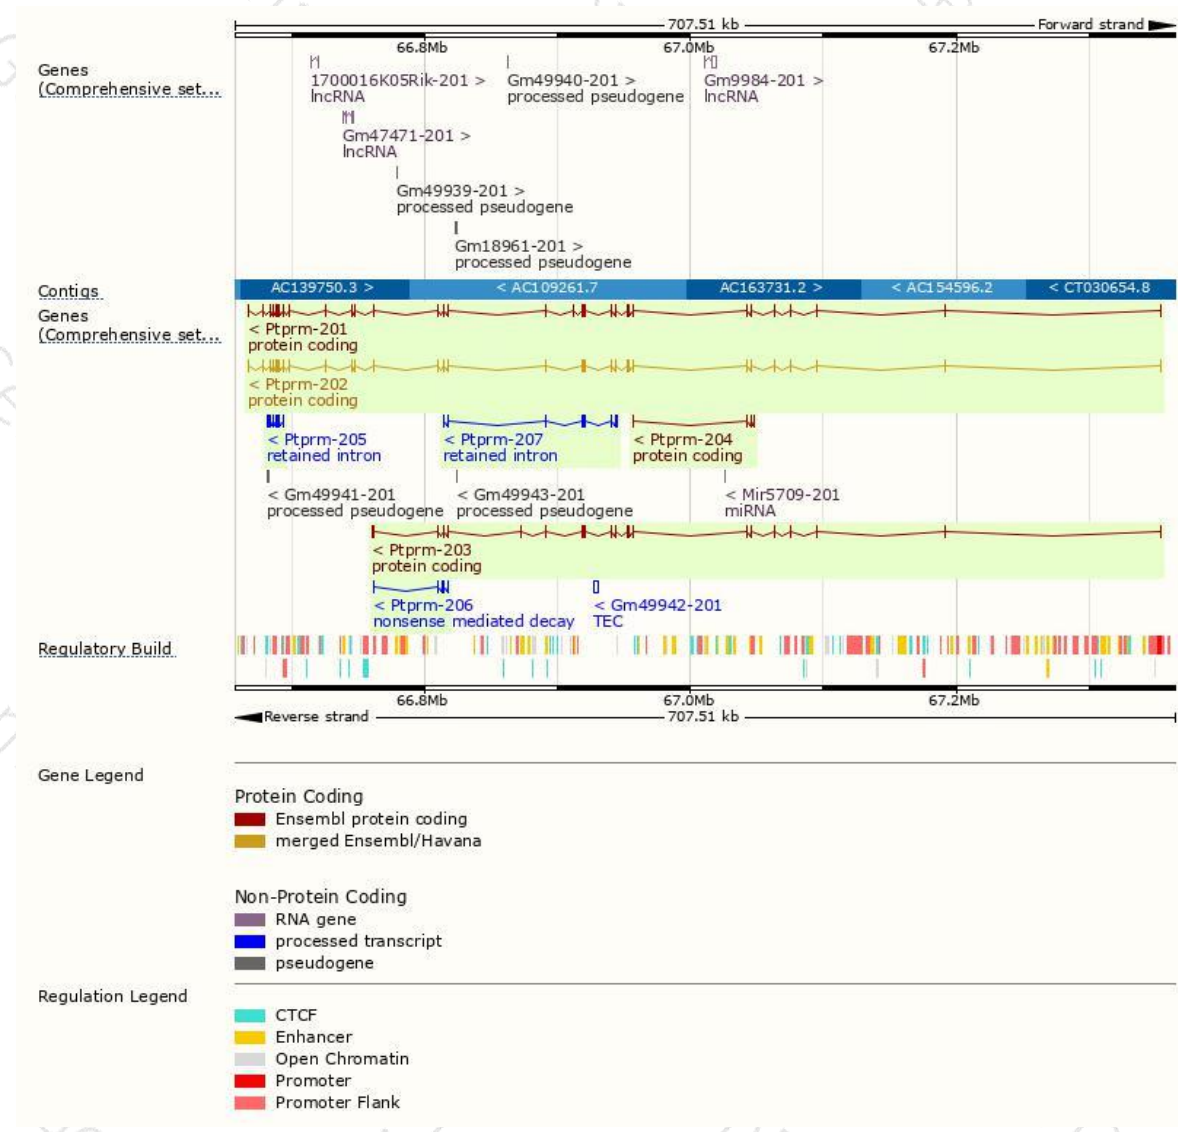 707.51 kb Forward strand
66.8Mb 67.0Mb 67.2Mb
Genes
(Comprehensive set...
1700016K05Rik-201 > Gm49940-201 > Gm9984-201 >
lncRNA processed pseudogene lncRNA
Gm47471-201 >
lncRNA
Gm49939-201 >
processed pseudogene
Gm18961-201 >
processed pseudogene
Contigs AC139750.3 > < AC109261.7 AC163731.2 > < AC154596.2 < CT030654.8
Genes
(Comprehensive set...
< Ptprm-201
protein coding
< Ptprm-202
protein coding
< Ptprm-205 < Ptprm-207 < Ptprm-204
retained intron retained intron protein coding
< Gm49941-201 < Gm49943-201 < Mir5709-201
processed pseudogene processed pseudogene miRNA
< Ptprm-203
protein coding
< Ptprm-206 < Gm49942-201
nonsense mediated decay TEC
Regulatory Build
66.8Mb 67.0Mb 67.2Mb
Reverse strand 707.51 kb
Gene Legend
Protein Coding
Ensembl protein coding
merged Ensembl/Havana
Non-Protein Coding
RNA gene
processed transcript
pseudogene
Regulation Legend
CTCF
Enhancer
Open Chromatin
Promoter
Promoter Flank